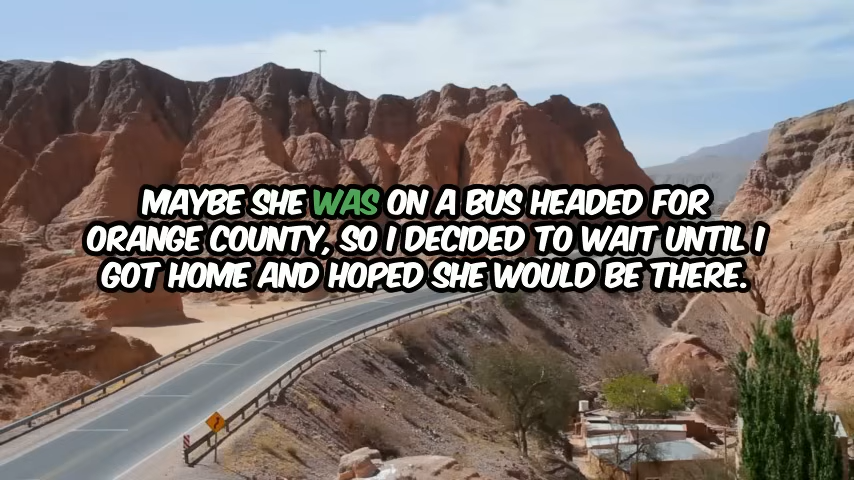 MAYBE SHE WAS ON A BUS HEADED FOR
ORANGE COUNTY, SO I DECIDED TO WAIT UNTIL I
GOT HOME AND HOPED SHE WOULD BE THERE.